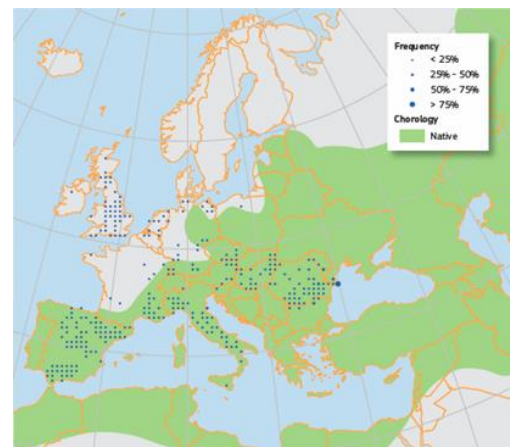 Frequency
< 25%
25% - 50%
50% - 75%
> 75%
Chorology
Native